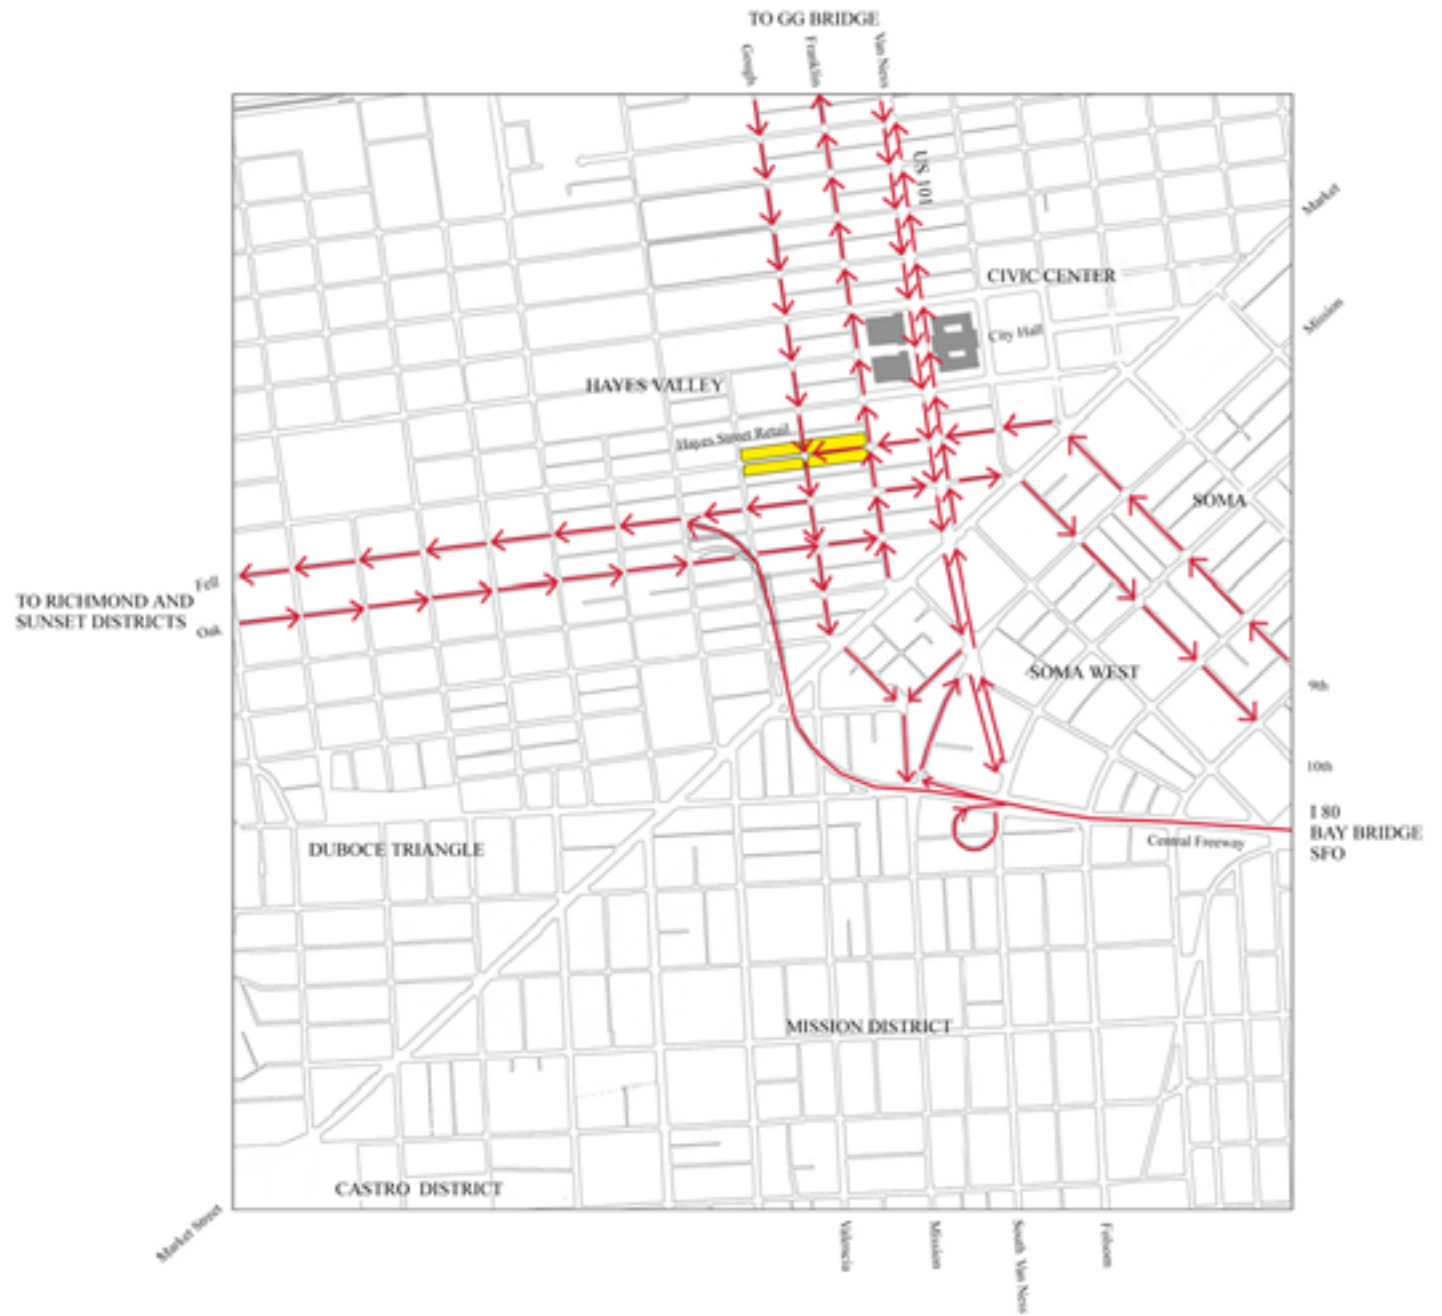 TO GG BRIDGE
Gough
Franklin
Van Ness
US 101
Market
CIVIC CENTER
Mission
City Hall
HAYES VALLEY
Hayes Street Retail
SOMA
Fell
TO RICHMOND AND
SUNSET DISTRICTS
Oak
SOMA WEST
9th
10th
I 80
BAY BRIDGE
SFO
Central Freeway
DUBOCE TRIANGLE
MISSION DISTRICT
CASTRO DISTRICT
Market Street
Valencia
Mission
South Van Ness
Folsom